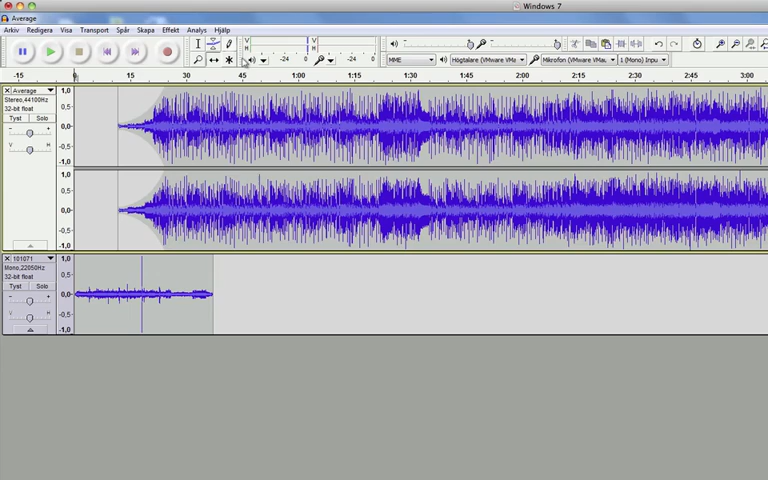 Windows 7
Average
Arkiv Redigera Visa Transport Spår Skapa Effekt Analys Hjälp
V H -24 0 V H -24 0
MME Högtalare (VMware VMa Mikrofon (VMware VMau 1 (Mono) Inpu
-15 0 15 30 45 1:00 1:15 1:30 1:45 2:00 2:15 2:30 2:45 3:00
Average
Stereo,44100Hz
32-bit float
Tyst Solo
- +
V H
1,0
0,5
0,0
-0,5
-1,0
1,0
0,5
0,0
-0,5
-1,0
101071
Mono,22050Hz
32-bit float
Tyst Solo
- +
V H
1,0
0,5
0,0
-0,5
-1,0